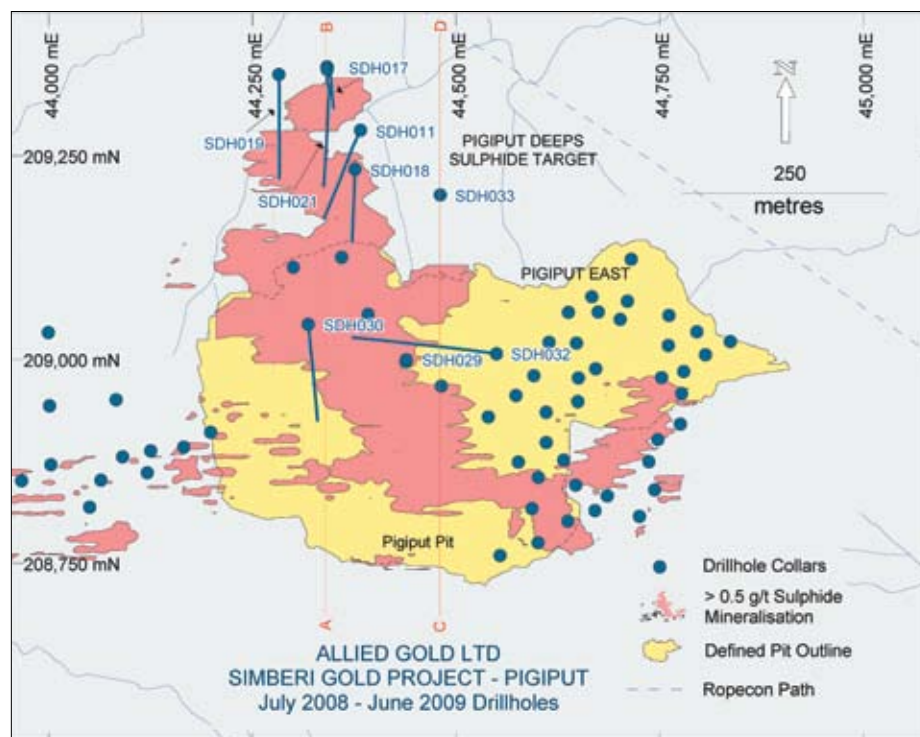 44,000 mE
44,250 mE
B
D
44,500 mE
44,750 mE
45,000 mE
N
SDH017
SDH011
PIGIPUT DEEPS
SULPHIDE TARGET
SDH019
209,250 mN
SDH018
250
metres
SDH021
SDH033
PIGIPUT EAST
SDH030
SDH032
SDH029
209,000 mN
Pigiput Pit
208,750 mN
A
C
Drillhole Collars
> 0.5 g/t Sulphide
Mineralisation
Defined Pit Outline
Ropecon Path
ALLIED GOLD LTD
SIMBERI GOLD PROJECT - PIGIPUT
July 2008 - June 2009 Drillholes